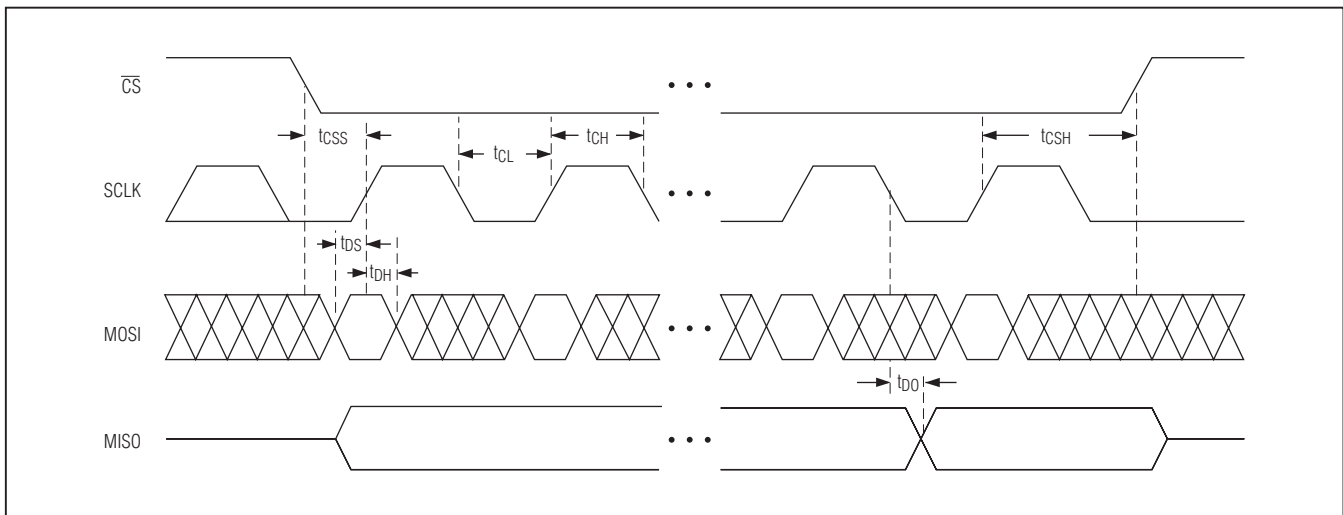 CS
tCSS
tCL
tCH
tCSH
SCLK
tDS
tDH
MOSI
tDO
MISO